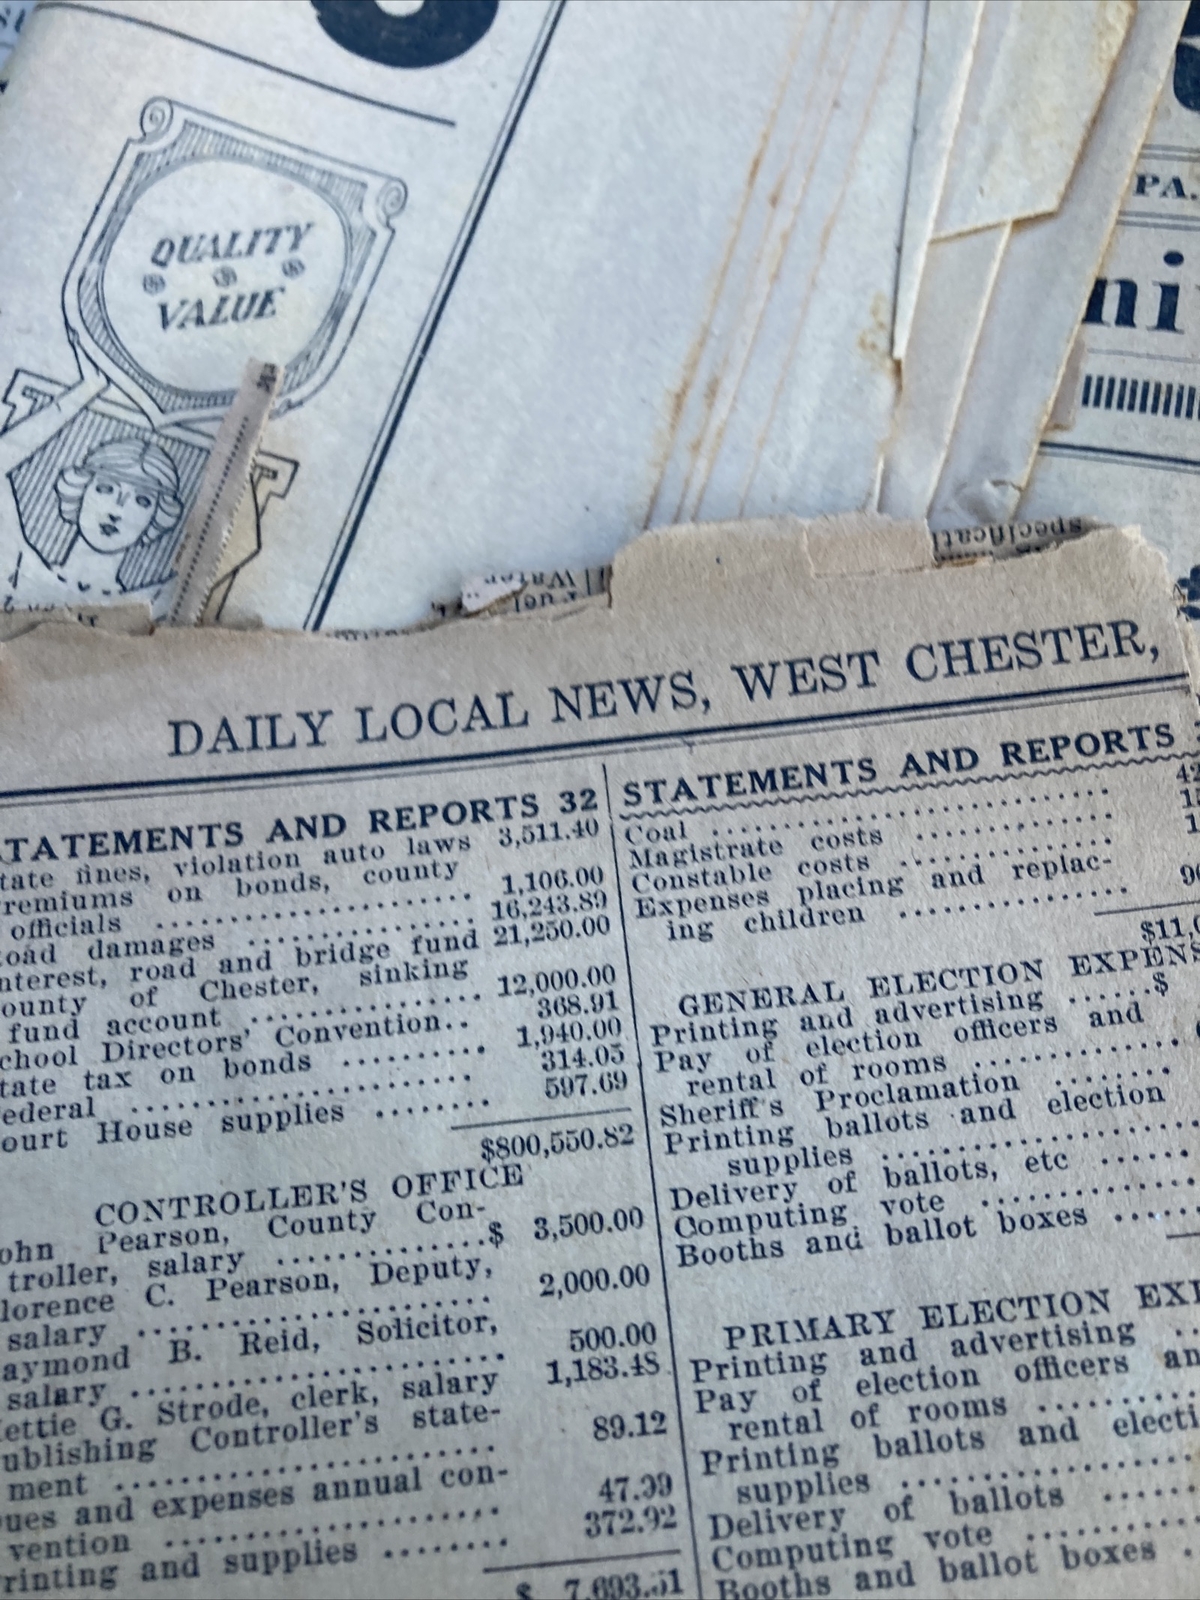 QUALITY
VALUE
PA.
ni
specificati
Water
DAILY LOCAL NEWS, WEST CHESTER,
TATEMENTS AND REPORTS 32
tate fines, violation auto laws 3,511.40
remiums on bonds, county
officials .......... 1,106.00
oad damages .......... 16,243.89
nterest, road and bridge fund 21,250.00
ounty of Chester, sinking
fund account .......... 12,000.00
chool Directors' Convention.. 368.91
tate tax on bonds .......... 1,940.00
ederal .......... 314.05
ourt House supplies ........ 597.69
$800,550.82
CONTROLLER'S OFFICE
ohn Pearson, County Con-
troller, salary ..........$ 3,500.00
lorence C. Pearson, Deputy,
salary .......... 2,000.00
aymond B. Reid, Solicitor,
salary .......... 500.00
ettie G. Strode, clerk, salary 1,183.48
ublishing Controller's state-
ment .......... 89.12
ues and expenses annual con-
vention .......... 47.39
rinting and supplies ........ 372.92
$ 7,693.51
STATEMENTS AND REPORTS
Coal ..........
Magistrate costs ..........
Constable costs ..........
Expenses placing and replac-
ing children ..........
$11,0
GENERAL ELECTION EXPENS
Printing and advertising ......$
Pay of election officers and
rental of rooms ..........
Sheriff's Proclamation ........
Printing ballots and election
supplies ..........
Delivery of ballots, etc ......
Computing vote ..........
Booths and ballot boxes ......
PRIMARY ELECTION EXP
Printing and advertising ..
Pay of election officers an
rental of rooms ..........
Printing ballots and electi
supplies ..........
Delivery of ballots ......
Computing vote ..........
Booths and ballot boxes .